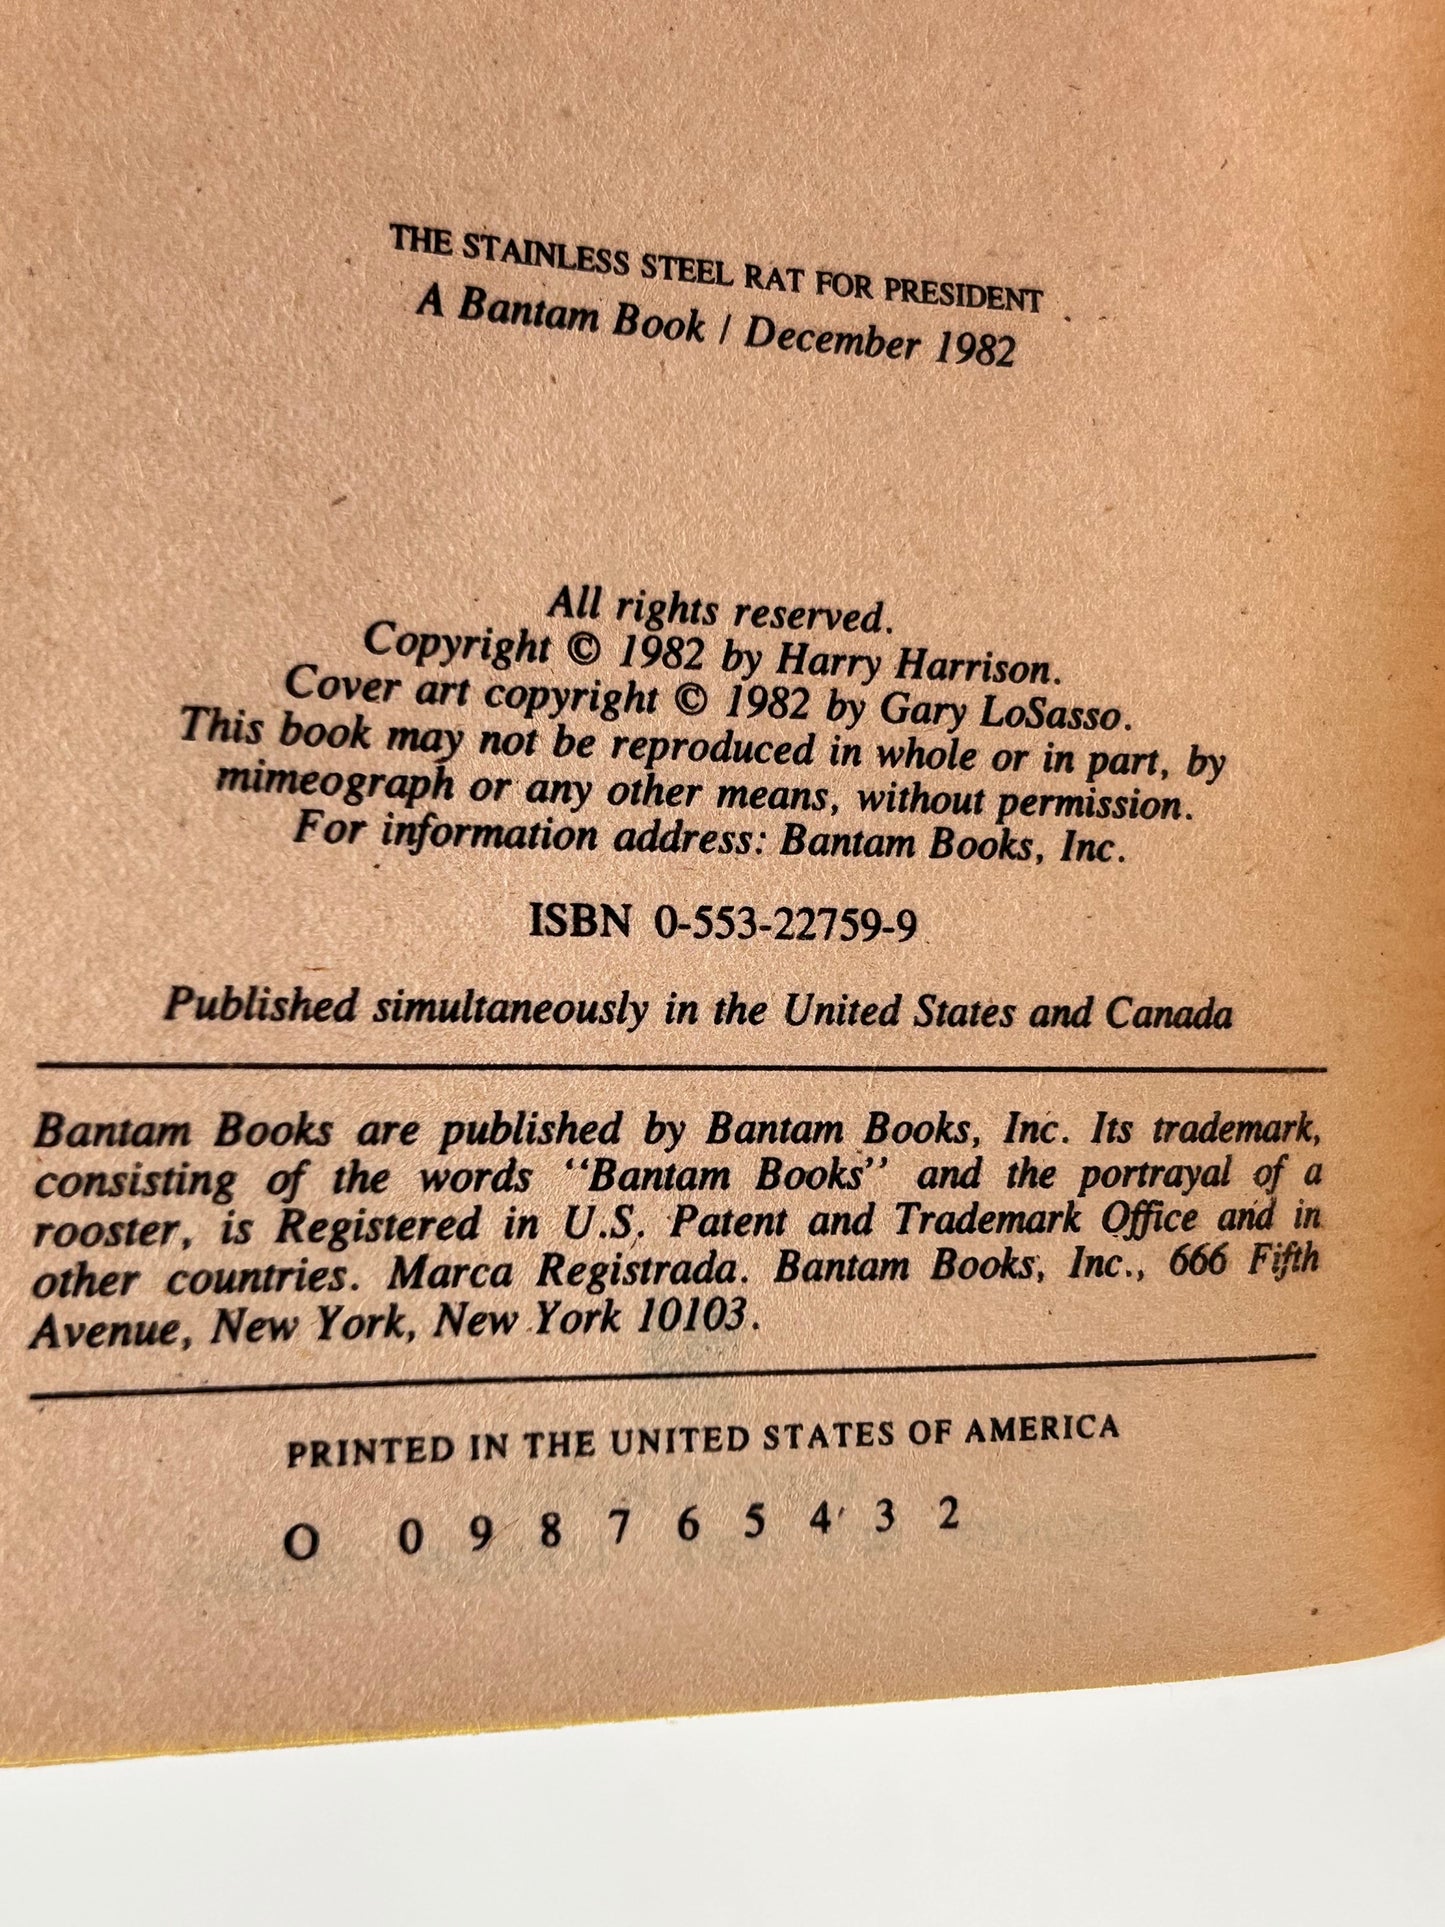 THE STAINLESS STEEL RAT FOR PRESIDENT
A Bantam Book / December 1982
All rights reserved.
Copyright © 1982 by Harry Harrison.
Cover art copyright © 1982 by Gary LoSasso.
This book may not be reproduced in whole or in part, by
mimeograph or any other means, without permission.
For information address: Bantam Books, Inc.
ISBN 0-553-22759-9
Published simultaneously in the United States and Canada
Bantam Books are published by Bantam Books, Inc. Its trademark,
consisting of the words "Bantam Books" and the portrayal of a
rooster, is Registered in U.S. Patent and Trademark Office and in
other countries. Marca Registrada. Bantam Books, Inc., 666 Fifth
Avenue, New York, New York 10103.
PRINTED IN THE UNITED STATES OF AMERICA
O 0 9 8 7 6 5 4 3 2